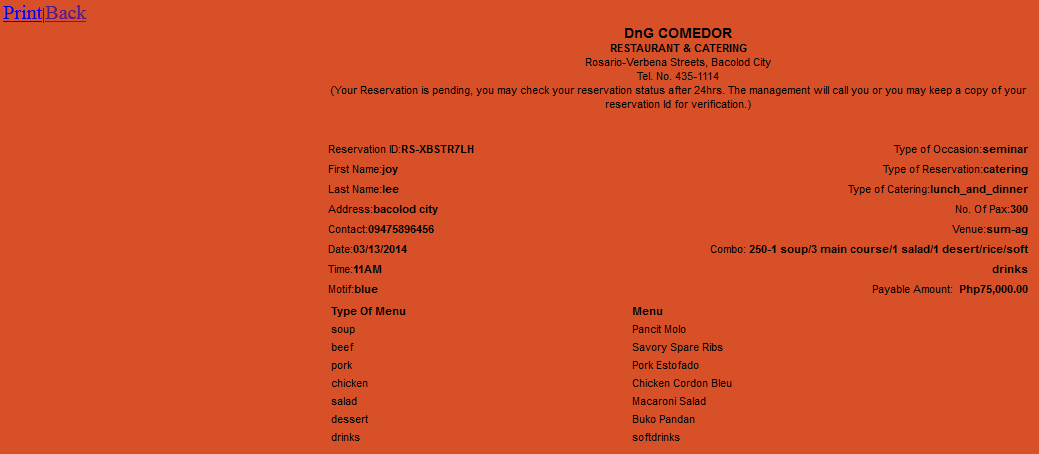 Print|Back
DnG COMEDOR
RESTAURANT & CATERING
Rosario-Verbena Streets, Bacolod City
Tel. No. 435-1114
(Your Reservation is pending, you may check your reservation status after 24hrs. The management will call you or you may keep a copy of your
reservation Id for verification.)
Reservation ID:RS-XBSTR7LH Type of Occasion:seminar
First Name:joy Type of Reservation:catering
Last Name:lee Type of Catering:lunch_and_dinner
Address:bacolod city No. Of Pax:300
Contact:09475896456 Venue:sum-ag
Date:03/13/2014 Combo: 250-1 soup/3 main course/1 salad/1 desert/rice/soft
Time:11AM drinks
Motif:blue Payable Amount: Php75,000.00
Type Of Menu Menu
soup Pancit Molo
beef Savory Spare Ribs
pork Pork Estofado
chicken Chicken Cordon Bleu
salad Macaroni Salad
dessert Buko Pandan
drinks softdrinks